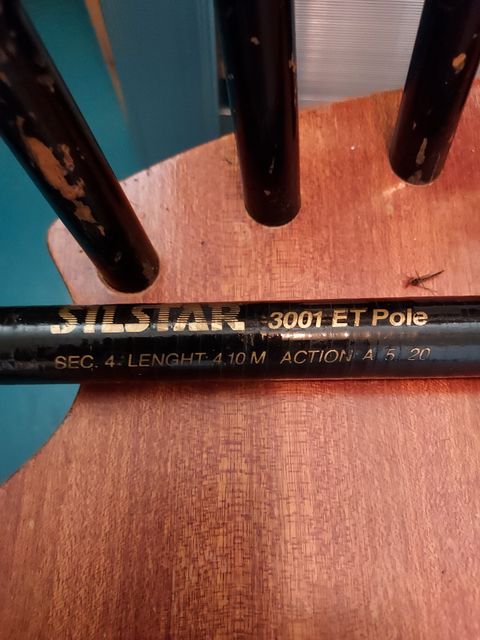 SILSTAR 3001 ET Pole
SEC. 4 LENGHT 4.10 M ACTION A 5 20